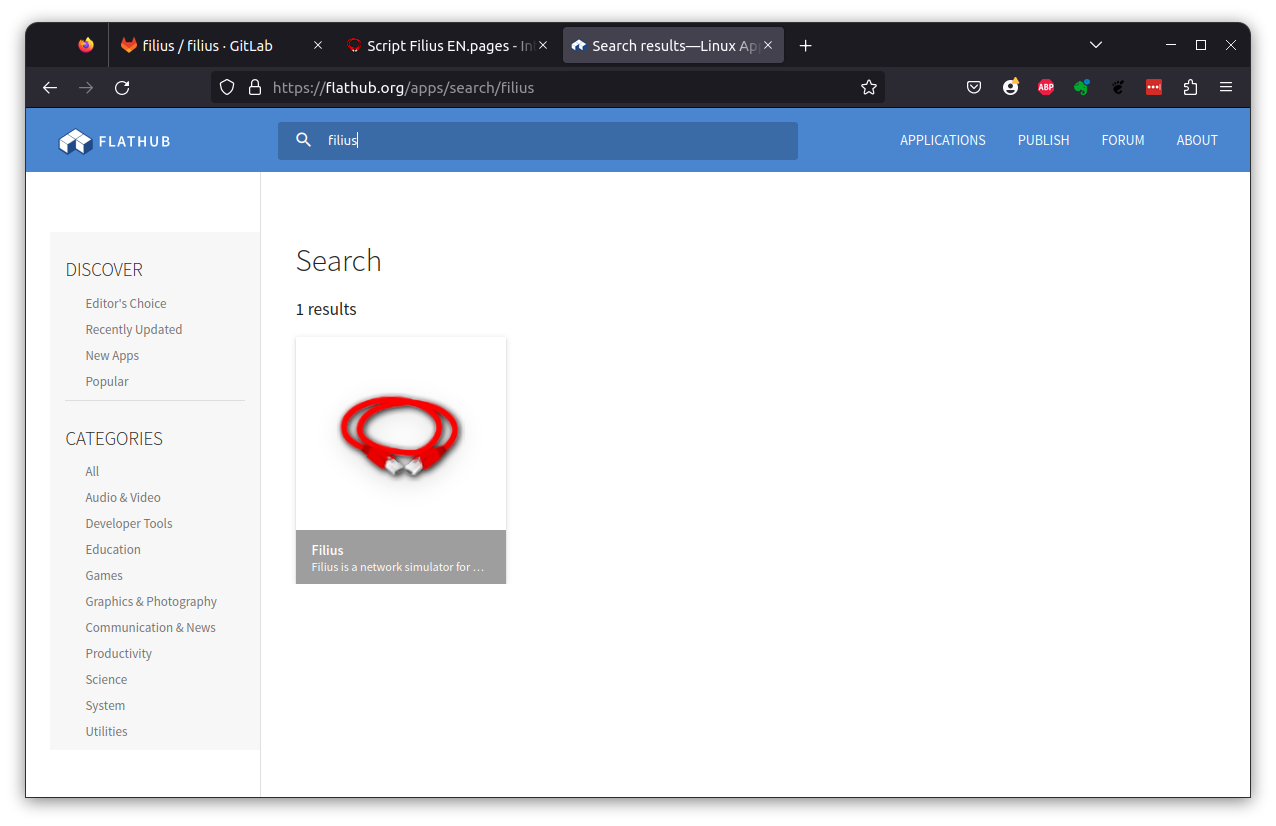 filius / filius · GitLab
Script Filius EN.pages - Int
Search results—Linux App
https://flathub.org/apps/search/filius
ABP
FLATHUB
filius
APPLICATIONS
PUBLISH
FORUM
ABOUT
DISCOVER
Editor's Choice
Recently Updated
New Apps
Popular
CATEGORIES
All
Audio & Video
Developer Tools
Education
Games
Graphics & Photography
Communication & News
Productivity
Science
System
Utilities
Search
1 results
Filius
Filius is a network simulator for …